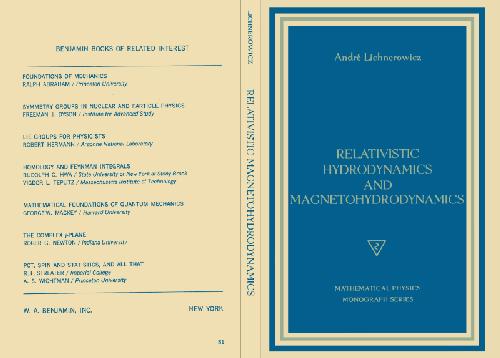 BENJAMIN BOOKS OF RELATED INTEREST
FOUNDATIONS OF MECHANICS
RALPH ABRAHAM / Princeton University
SYMMETRY GROUPS IN NUCLEAR AND PARTICLE PHYSICS
FREEMAN J. DYSON / Institute for Advanced Study
LIE GROUPS FOR PHYSICISTS
ROBERT HERMANN / Argonne National Laboratory
HOMOLOGY AND FEYNMAN INTEGRALS
RUDOLPH C. HWA / State University of New York at Stony Brook
VIGDOR L. TEPLITZ / Massachusetts Institute of Technology
MATHEMATICAL FOUNDATIONS OF QUANTUM MECHANICS
GEORGE W. MACKEY / Harvard University
THE COMPLEX j-PLANE
ROGER G. NEWTON / Indiana University
PCT, SPIN AND STATISTICS, AND ALL THAT
R. F. STREATER / Imperial College
A. S. WIGHTMAN / Princeton University
W. A. BENJAMIN, INC. NEW YORK
LICHNEROWICZ
RELATIVISTIC MAGNETOHYDRODYNAMICS
André Lichnerowicz
RELATIVISTIC
HYDRODYNAMICS
AND
MAGNETOHYDRODYNAMICS
MATHEMATICAL PHYSICS
MONOGRAPH SERIES